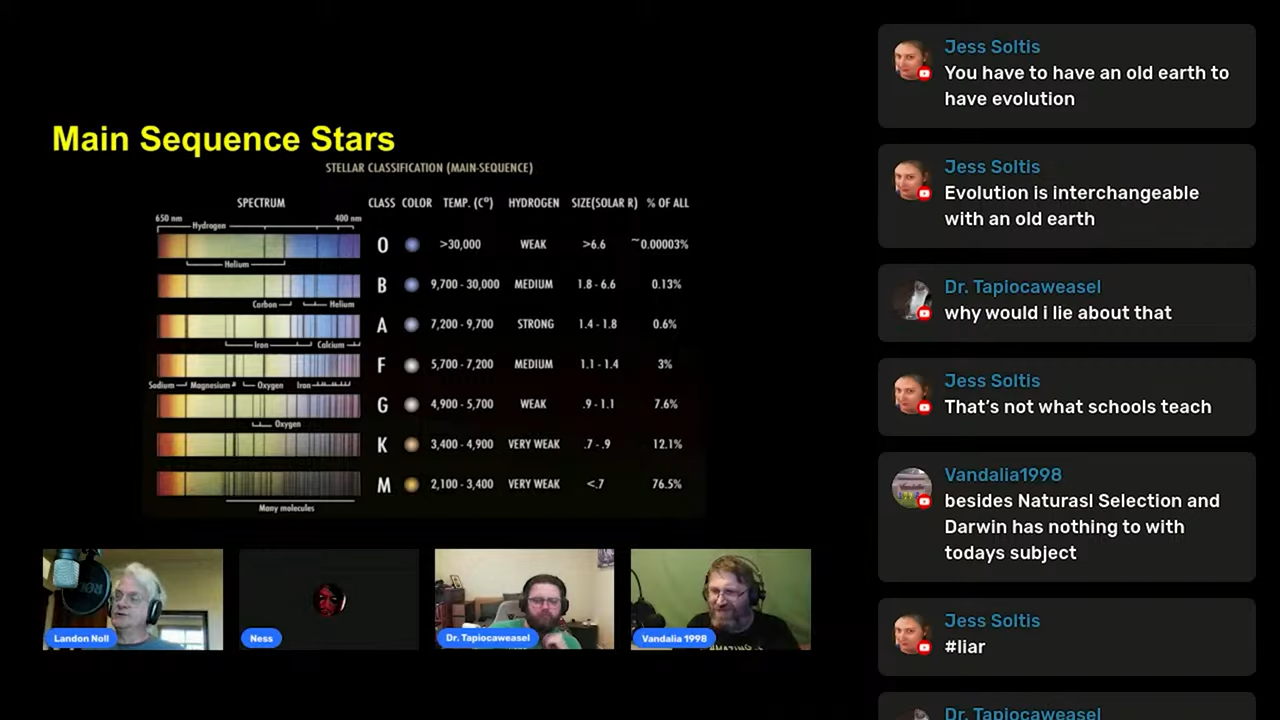 Main Sequence Stars
STELLAR CLASSIFICATION (MAIN-SEQUENCE)
SPECTRUM CLASS COLOR TEMP. (C°) HYDROGEN SIZE(SOLAR R) % OF ALL
650 nm 400 nm
Hydrogen
O >30,000 WEAK >6.6 ~0.00003%
Helium
B 9,700 - 30,000 MEDIUM 1.8 - 6.6 0.13%
Carbon Helium
A 7,200 - 9,700 STRONG 1.4 - 1.8 0.6%
Iron Calcium
F 5,700 - 7,200 MEDIUM 1.1 - 1.4 3%
Sodium Magnesium Oxygen Iron
G 4,900 - 5,700 WEAK .9 - 1.1 7.6%
Oxygen
K 3,400 - 4,900 VERY WEAK .7 - .9 12.1%
M 2,100 - 3,400 VERY WEAK <.7 76.5%
Many molecules
Landon Noll
Ness
Dr. Tapiocaweasel
Vandalia 1998
Jess Soltis
You have to have an old earth to
have evolution
Jess Soltis
Evolution is interchangeable
with an old earth
Dr. Tapiocaweasel
why would i lie about that
Jess Soltis
That's not what schools teach
Vandalia1998
besides Naturasl Selection and
Darwin has nothing to with
todays subject
Jess Soltis
#liar
Dr. Tapiocaweasel